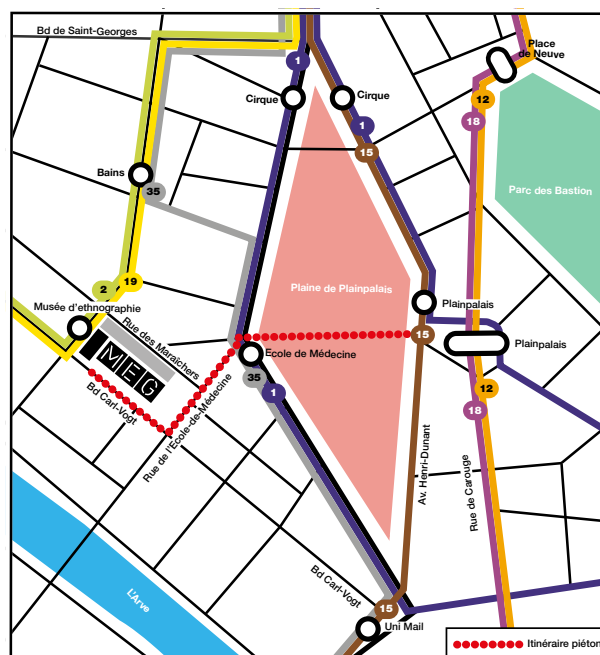 Bd de Saint-Georges
1
Place
de Neuve
Cirque
Cirque
12
18
1
15
Bains
35
Parc des Bastion
2
19
Plaine de Plainpalais
Musée d'ethnographie
Plainpalais
Rue des Maraîchers
15
Plainpalais
MEG
Ecole de Médecine
35
1
12
18
Bd Carl-Vogt
Rue de l'Ecole-de-Médecine
Av. Henri-Dunant
Rue de Carouge
L'Arve
Bd Carl-Vogt
15
Uni Mail
Itinéraire piéton